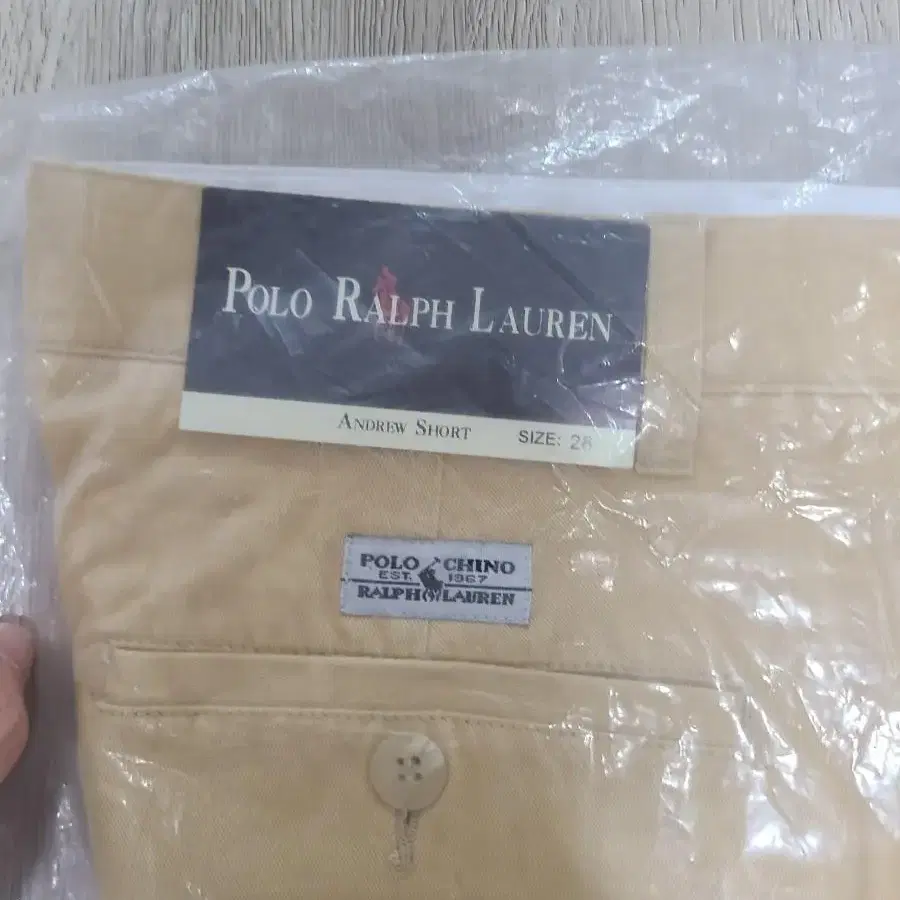 POLO RALPH LAUREN
ANDREW SHORT SIZE: 28
POLO CHINO
EST. 1967
RALPH LAUREN